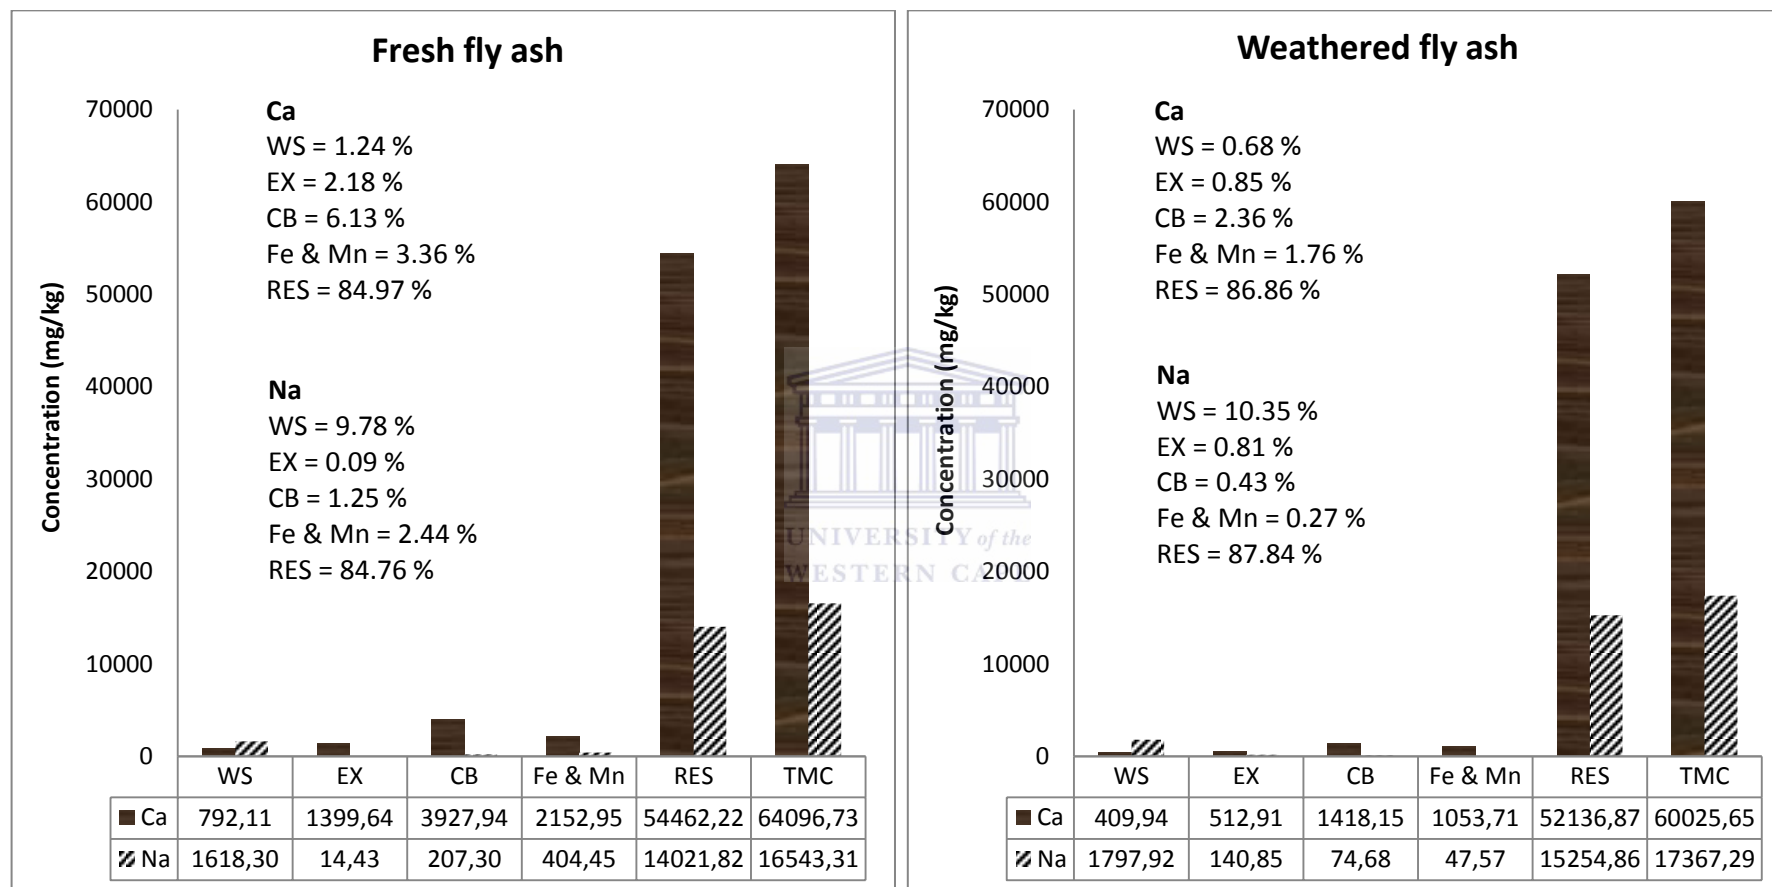 Fresh fly ash
Concentration (mg/kg)
70000
60000
50000
40000
30000
20000
10000
0
Ca
WS = 1.24 %
EX = 2.18 %
CB = 6.13 %
Fe & Mn = 3.36 %
RES = 84.97 %
Na
WS = 9.78 %
EX = 0.09 %
CB = 1.25 %
Fe & Mn = 2.44 %
RES = 84.76 %
WS EX CB Fe & Mn RES TMC
Ca 792,11 1399,64 3927,94 2152,95 54462,22 64096,73
Na 1618,30 14,43 207,30 404,45 14021,82 16543,31
Weathered fly ash
Concentration (mg/kg)
70000
60000
50000
40000
30000
20000
10000
0
Ca
WS = 0.68 %
EX = 0.85 %
CB = 2.36 %
Fe & Mn = 1.76 %
RES = 86.86 %
Na
WS = 10.35 %
EX = 0.81 %
CB = 0.43 %
Fe & Mn = 0.27 %
RES = 87.84 %
WS EX CB Fe & Mn RES TMC
Ca 409,94 512,91 1418,15 1053,71 52136,87 60025,65
Na 1797,92 140,85 74,68 47,57 15254,86 17367,29
UNIVERSITY of the
WESTERN CAPE